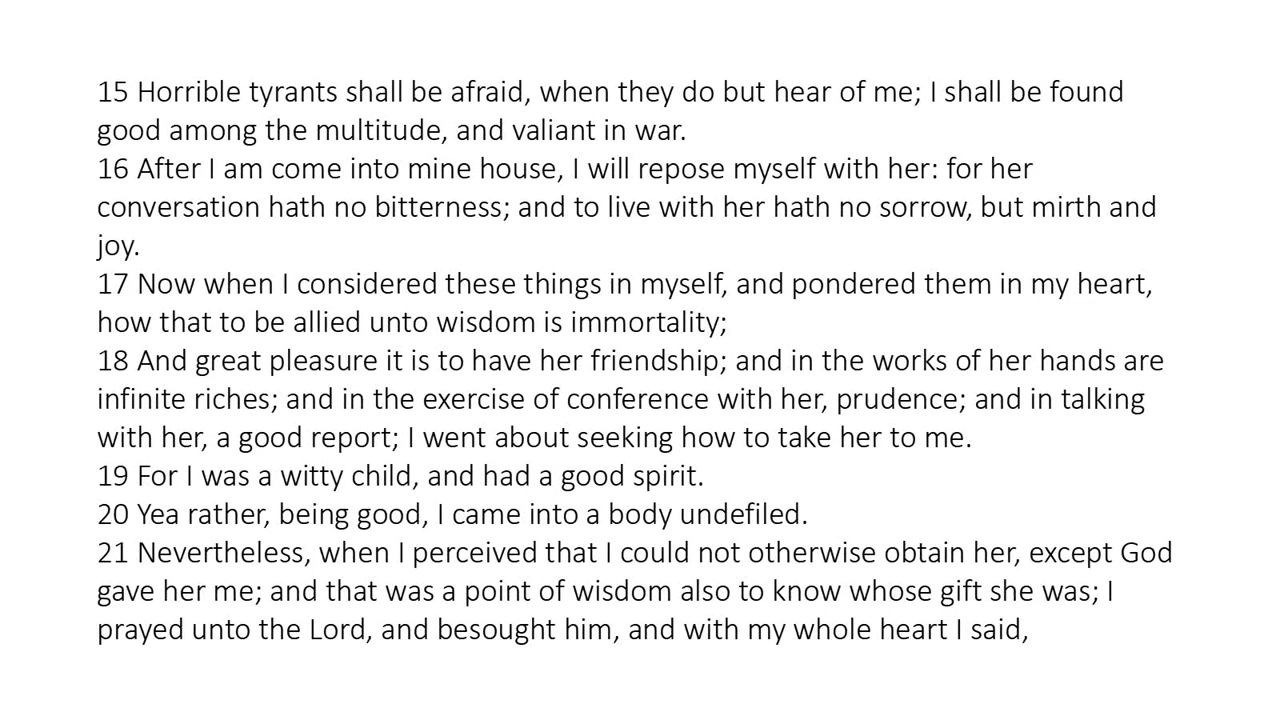 15 Horrible tyrants shall be afraid, when they do but hear of me; I shall be found
good among the multitude, and valiant in war.
16 After I am come into mine house, I will repose myself with her: for her
conversation hath no bitterness; and to live with her hath no sorrow, but mirth and
joy.
17 Now when I considered these things in myself, and pondered them in my heart,
how that to be allied unto wisdom is immortality;
18 And great pleasure it is to have her friendship; and in the works of her hands are
infinite riches; and in the exercise of conference with her, prudence; and in talking
with her, a good report; I went about seeking how to take her to me.
19 For I was a witty child, and had a good spirit.
20 Yea rather, being good, I came into a body undefiled.
21 Nevertheless, when I perceived that I could not otherwise obtain her, except God
gave her me; and that was a point of wisdom also to know whose gift she was; I
prayed unto the Lord, and besought him, and with my whole heart I said,